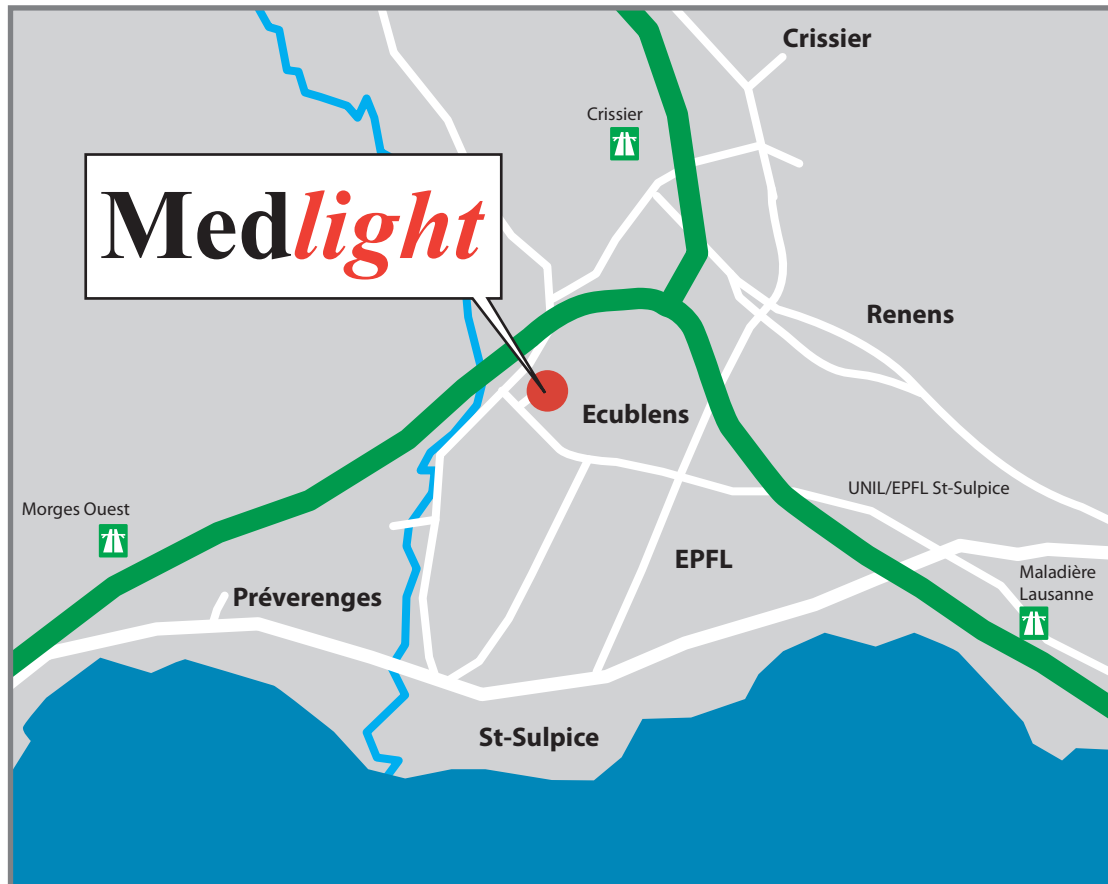 Crissier
Crissier
Medlight
Renens
Ecublens
UNIL/EPFL St-Sulpice
Morges Ouest
EPFL
Maladière
Lausanne
Préverenges
St-Sulpice